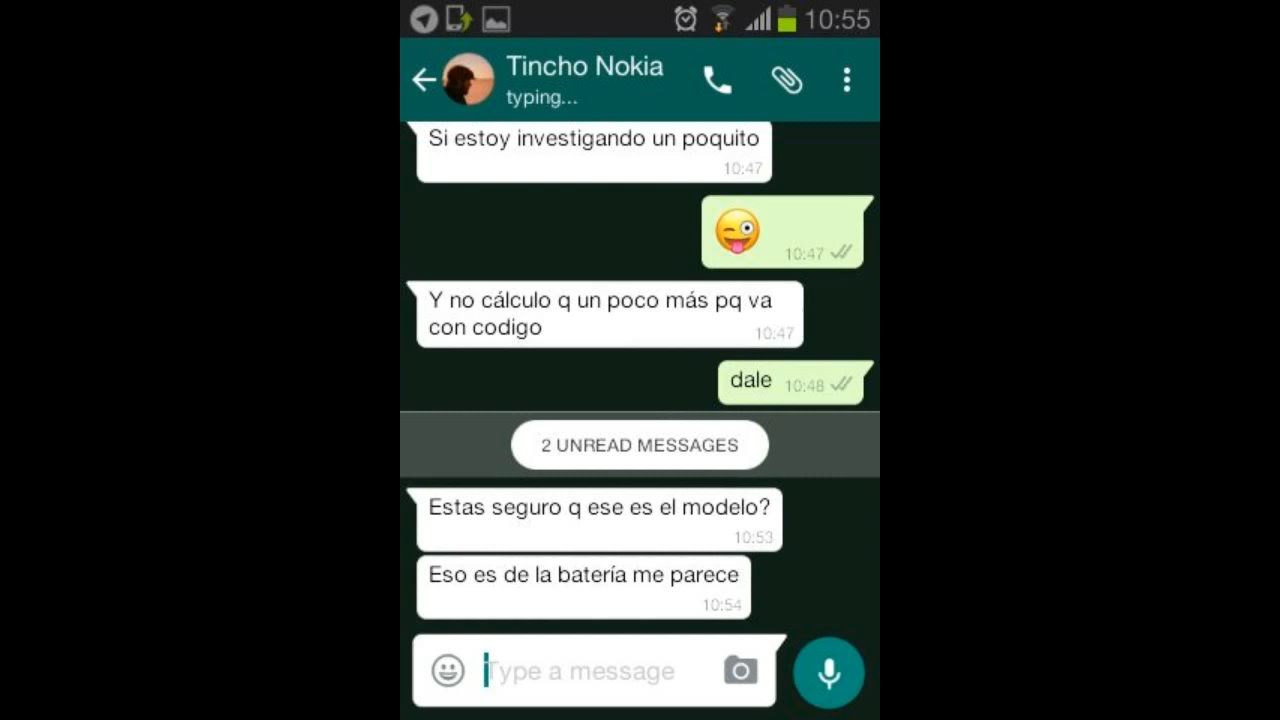 10:55
Tincho Nokia
typing...
Si estoy investigando un poquito
10:47
10:47
Y no cálculo q un poco más pq va
con codigo
10:47
dale 10:48
2 UNREAD MESSAGES
Estas seguro q ese es el modelo?
10:53
Eso es de la batería me parece
10:54
Type a message